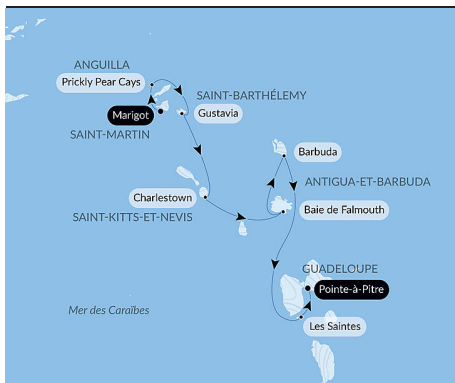 ANGUILLA
Prickly Pear Cays
SAINT-BARTHÉLEMY
Marigot
Gustavia
SAINT-MARTIN
Barbuda
ANTIGUA-ET-BARBUDA
Charlestown
Baie de Falmouth
SAINT-KITTS-ET-NEVIS
GUADELOUPE
Pointe-à-Pitre
Mer des Caraïbes
Les Saintes